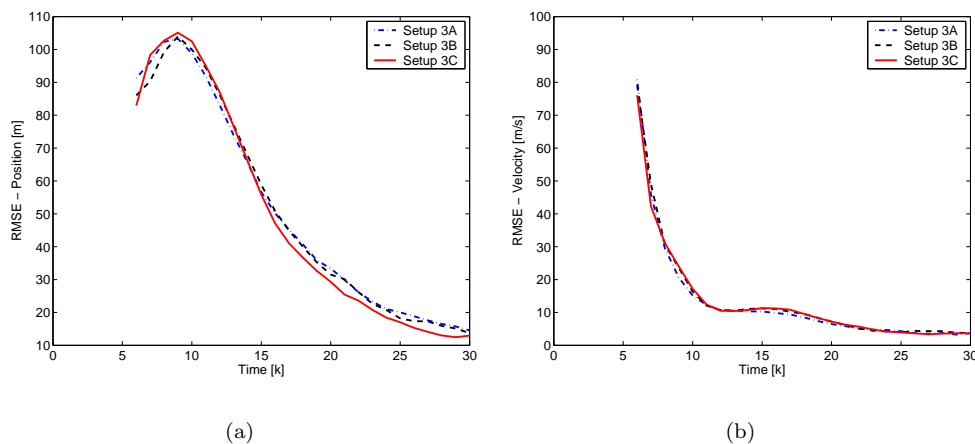 110
100
90
80
70
60
50
40
30
20
10
0 5 10 15 20 25 30
RMSE − Position [m]
Time [k]
Setup 3A
Setup 3B
Setup 3C
(a)
100
90
80
70
60
50
40
30
20
10
0
0 5 10 15 20 25 30
RMSE − Velocity [m/s]
Time [k]
Setup 3A
Setup 3B
Setup 3C
(b)